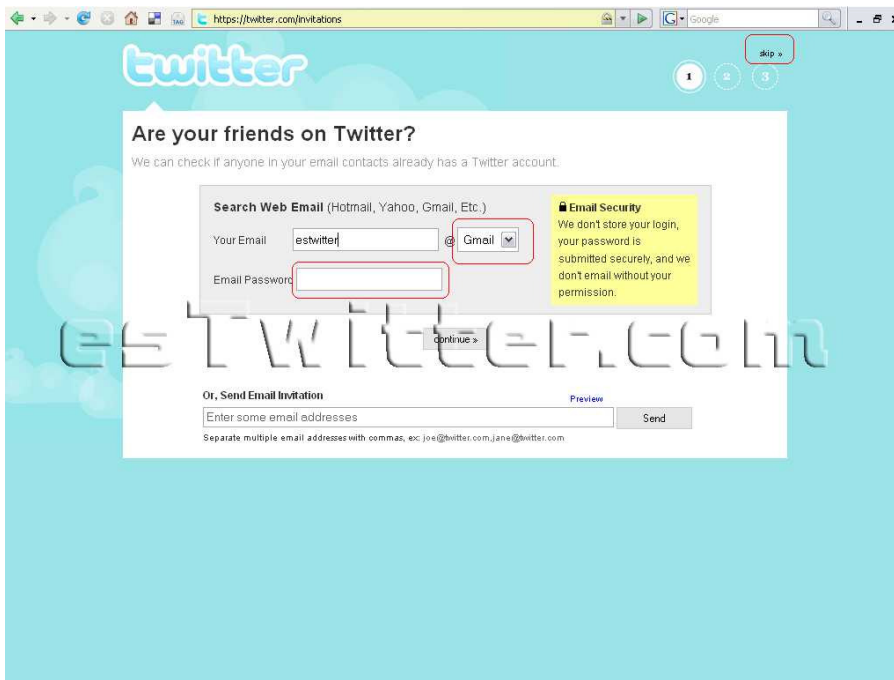 TAG
https://twitter.com/invitations
G
Google
skip »
twitter
1 2 3
Are your friends on Twitter?
We can check if anyone in your email contacts already has a Twitter account.
Search Web Email (Hotmail, Yahoo, Gmail, Etc.)
Your Email estwitter @ Gmail
Email Password
Email Security
We don't store your login,
your password is
submitted securely, and we
don't email without your
permission.
esTwitter.com
continue »
Or, Send Email Invitation
Preview
Enter some email addresses
Send
Separate multiple email addresses with commas, ex: joe@twitter.com,jane@twitter.com